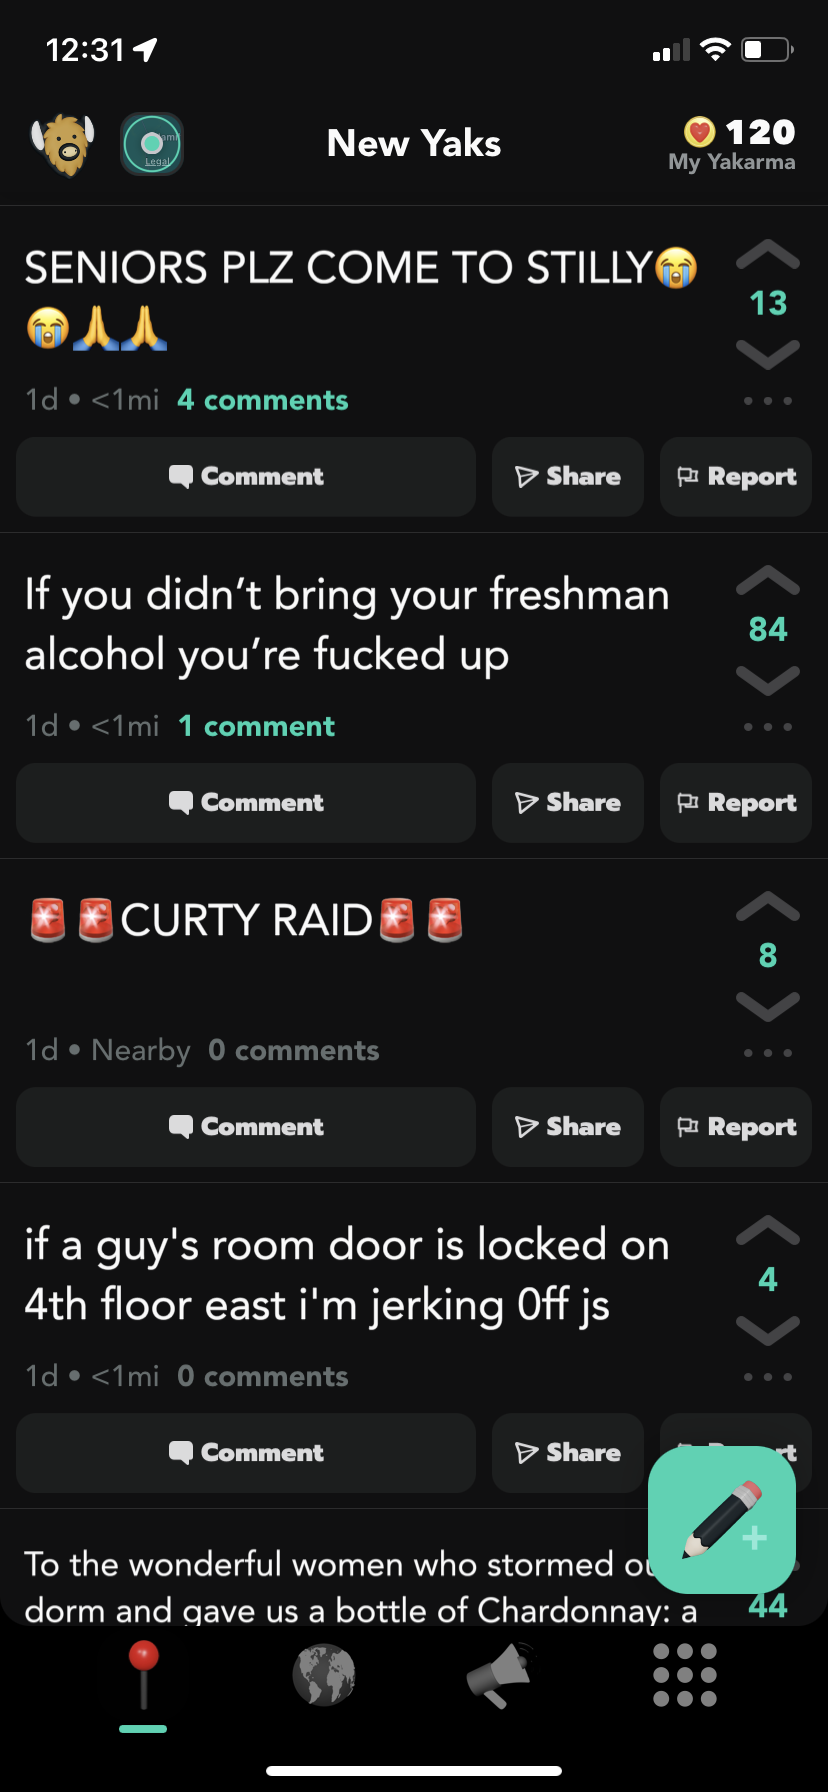 12:31
New Yaks
120
My Yakarma
Legal
SENIORS PLZ COME TO STILLY😭
😭🙏🙏
13
1d • <1mi 4 comments
Comment
Share
Report
If you didn’t bring your freshman
alcohol you’re fucked up
84
1d • <1mi 1 comment
Comment
Share
Report
🚨🚨CURTY RAID🚨🚨
8
1d • Nearby 0 comments
Comment
Share
Report
if a guy's room door is locked on
4th floor east i'm jerking 0ff js
4
1d • <1mi 0 comments
Comment
Share
To the wonderful women who stormed
dorm and gave us a bottle of Chardonnay: a
44